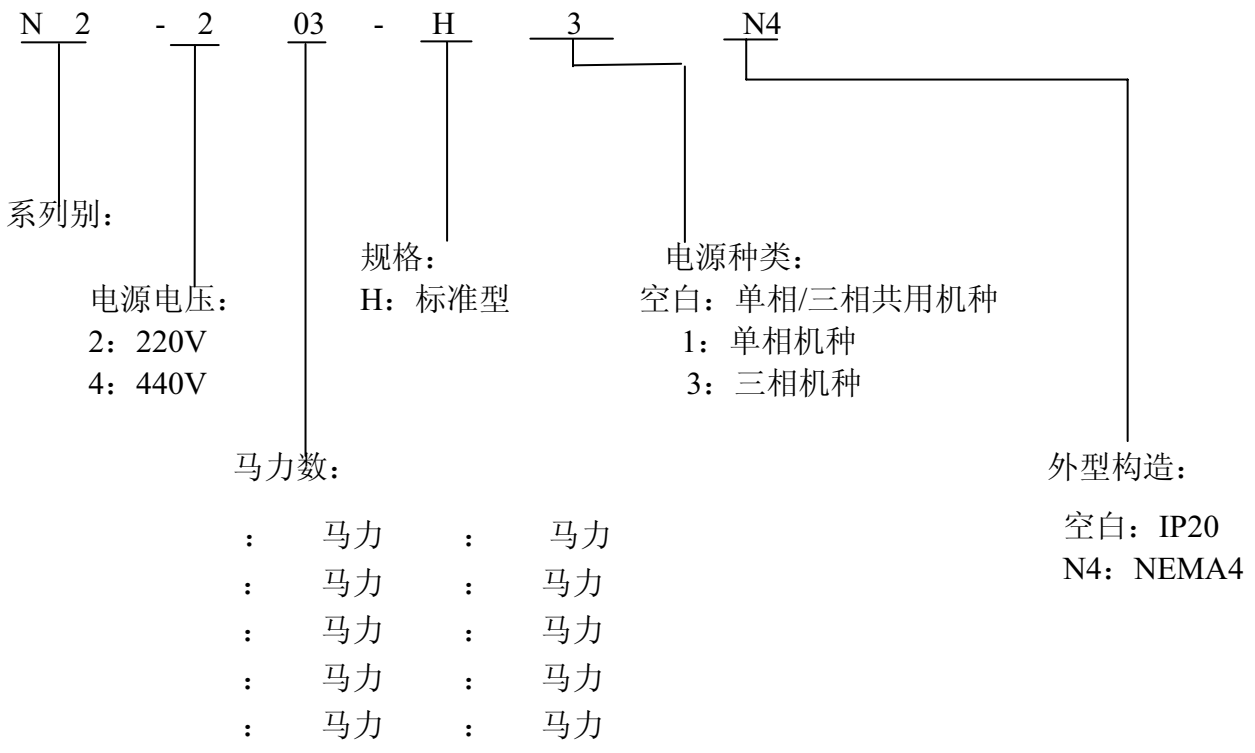 N 2 - 2 03 - H 3 N4
系列别：
电源电压：
2：220V
4：440V
规格：
H：标准型
电源种类：
空白：单相/三相共用机种
1：单相机种
3：三相机种
马力数：
： 马力 ： 马力
： 马力 ： 马力
： 马力 ： 马力
： 马力 ： 马力
： 马力 ： 马力
外型构造：
空白：IP20
N4：NEMA4